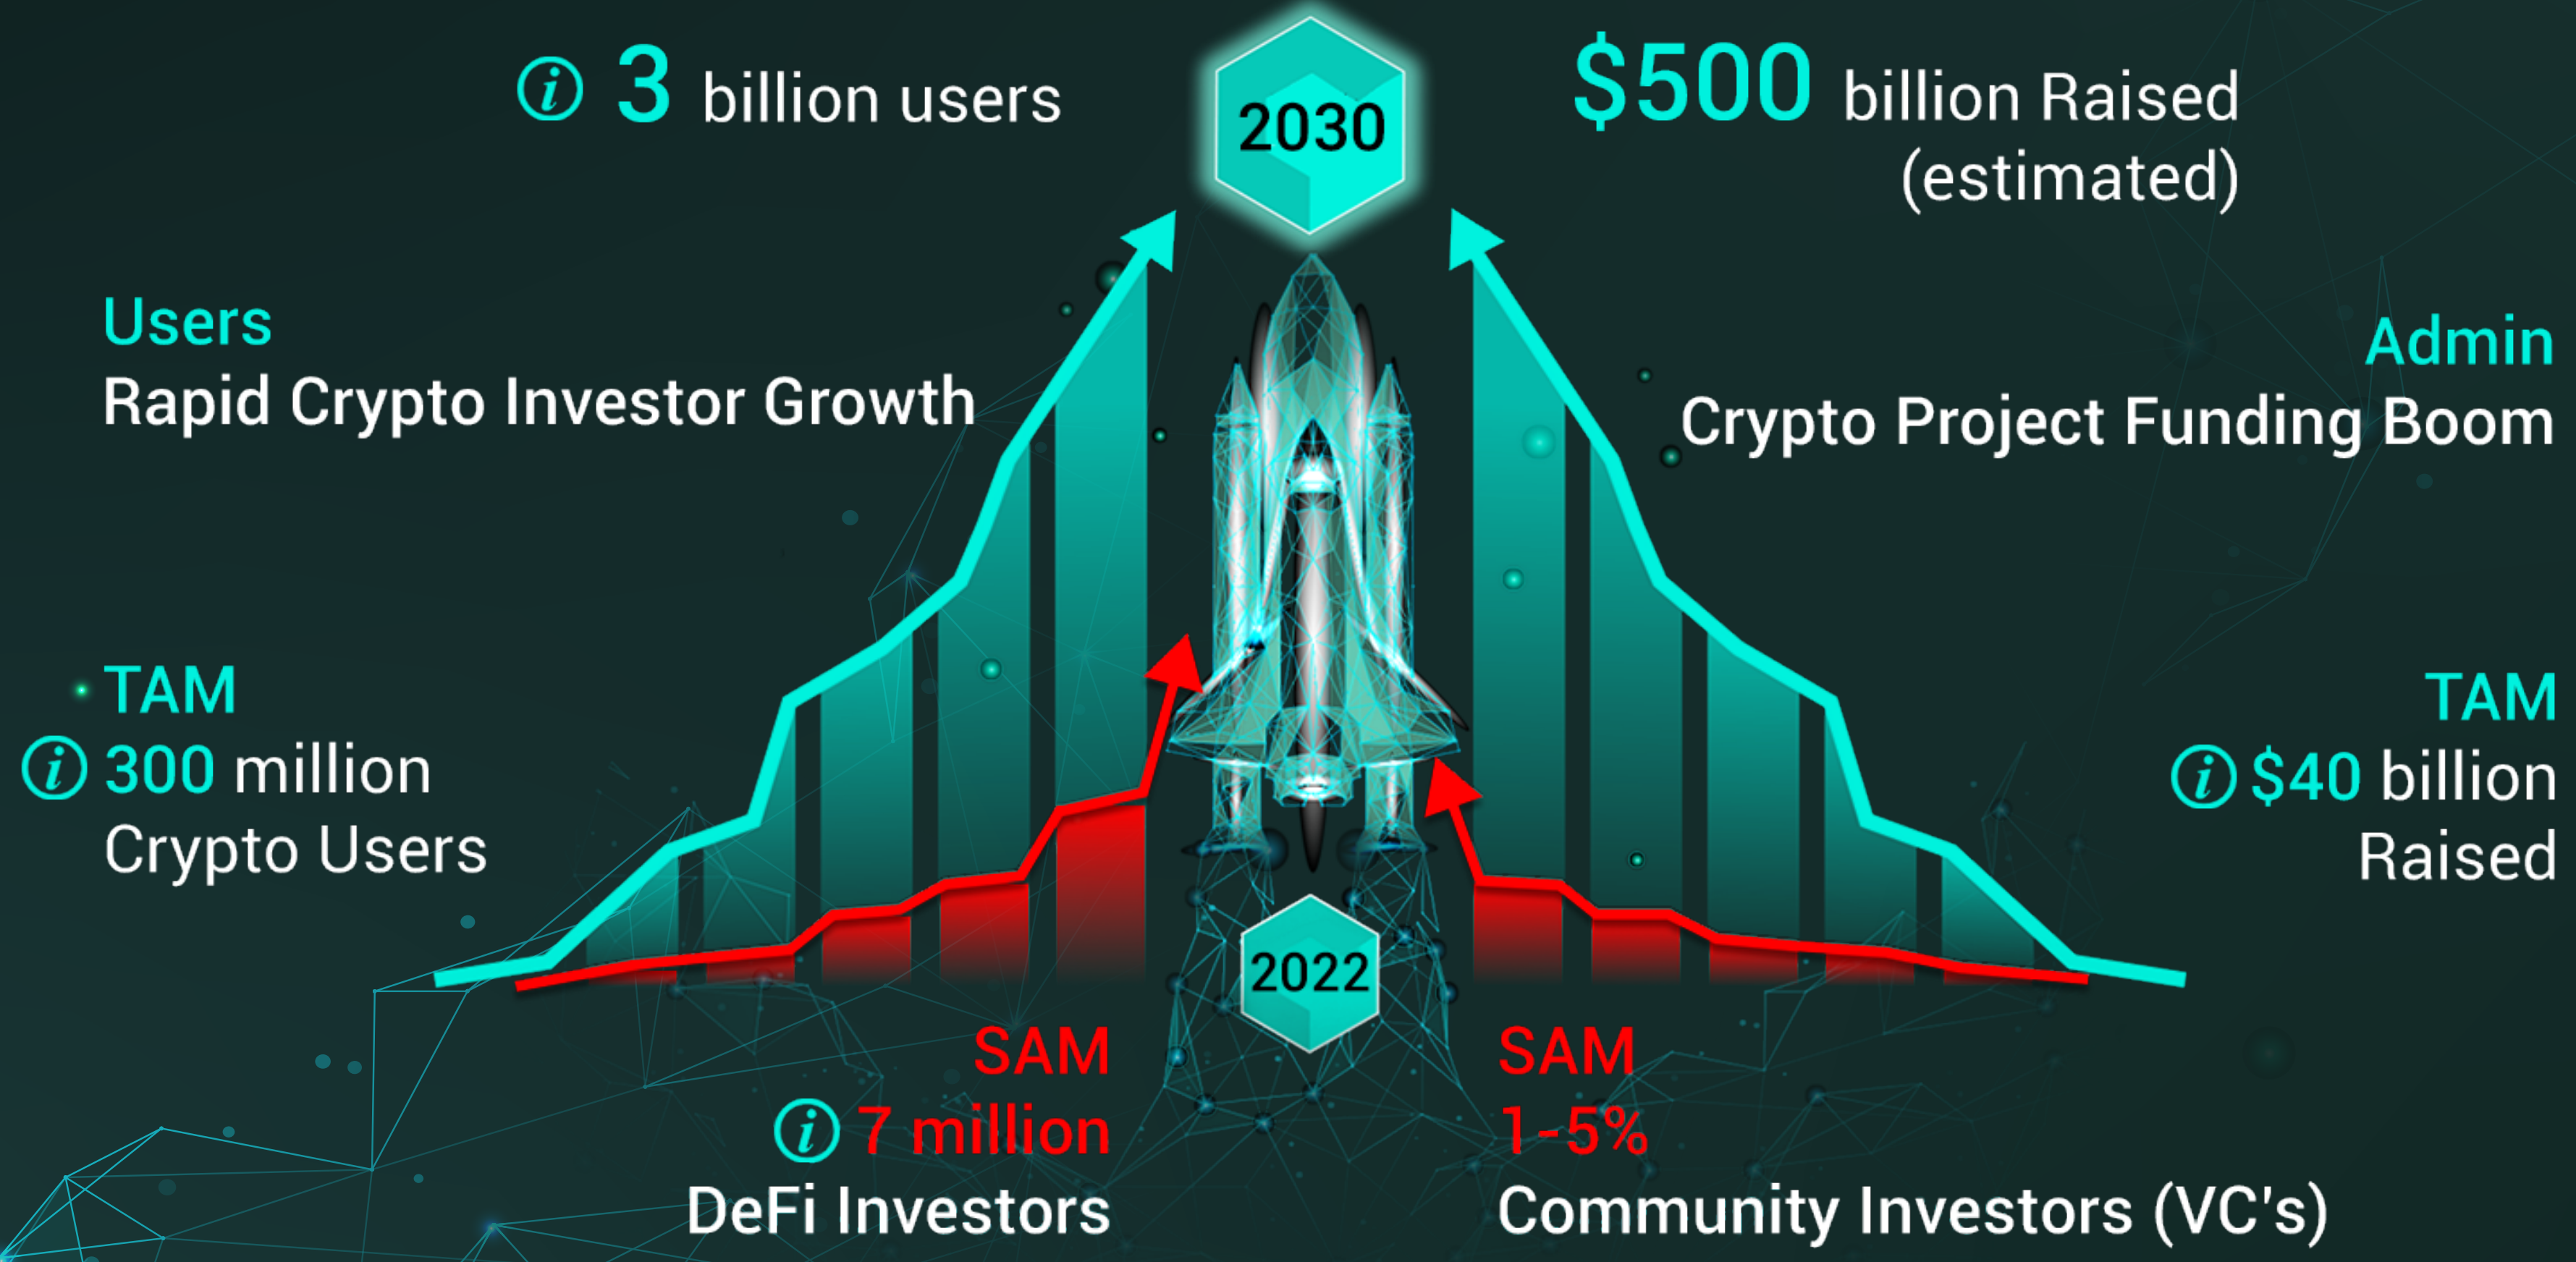 i 3 billion users
2030
$500 billion Raised
(estimated)
Users
Rapid Crypto Investor Growth
Admin
Crypto Project Funding Boom
TAM
i 300 million
Crypto Users
TAM
i $40 billion
Raised
2022
SAM
i 7 million
DeFi Investors
SAM
1-5%
Community Investors (VC's)